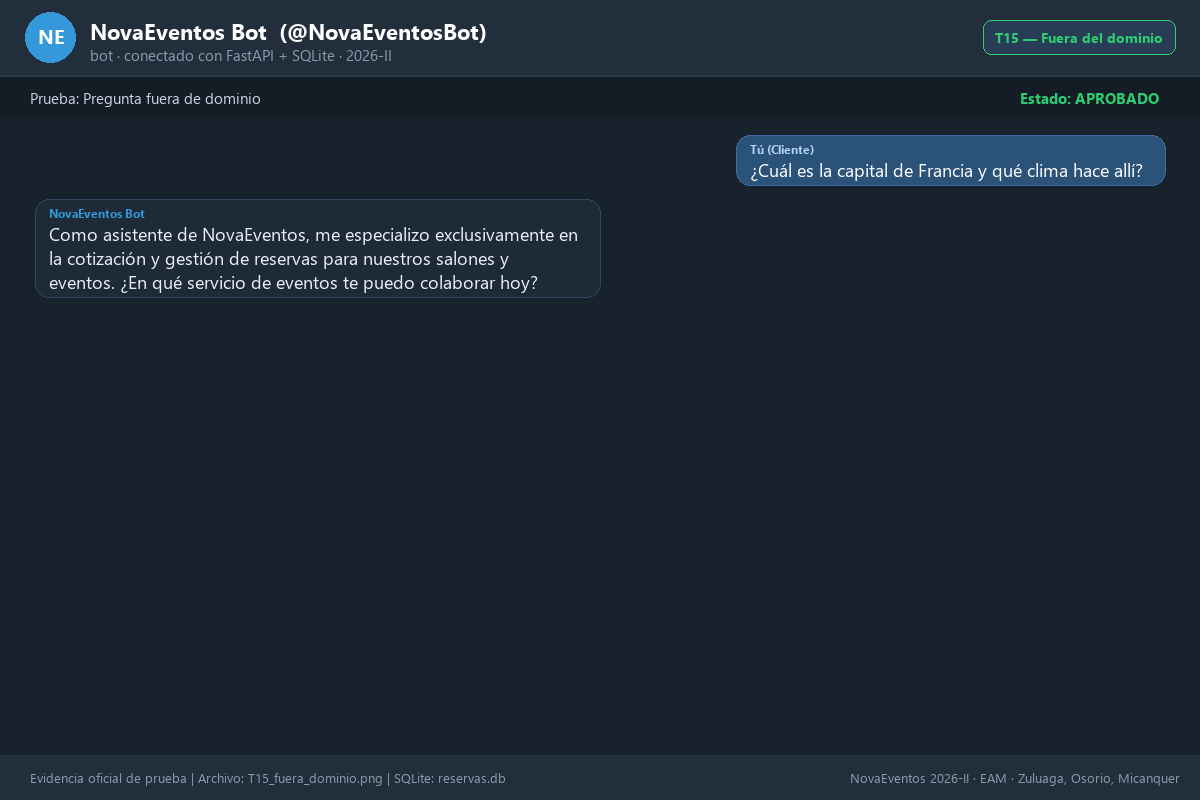 NE
NovaEventos Bot (@NovaEventosBot)
bot · conectado con FastAPI + SQLite · 2026-II
T15 — Fuera del dominio
Prueba: Pregunta fuera de dominio
Estado: APROBADO
Tú (Cliente)
¿Cuál es la capital de Francia y qué clima hace allí?
NovaEventos Bot
Como asistente de NovaEventos, me especializo exclusivamente en
la cotización y gestión de reservas para nuestros salones y
eventos. ¿En qué servicio de eventos te puedo colaborar hoy?
Evidencia oficial de prueba | Archivo: T15_fuera_dominio.png | SQLite: reservas.db
NovaEventos 2026-II · EAM · Zuluaga, Osorio, Micanquer